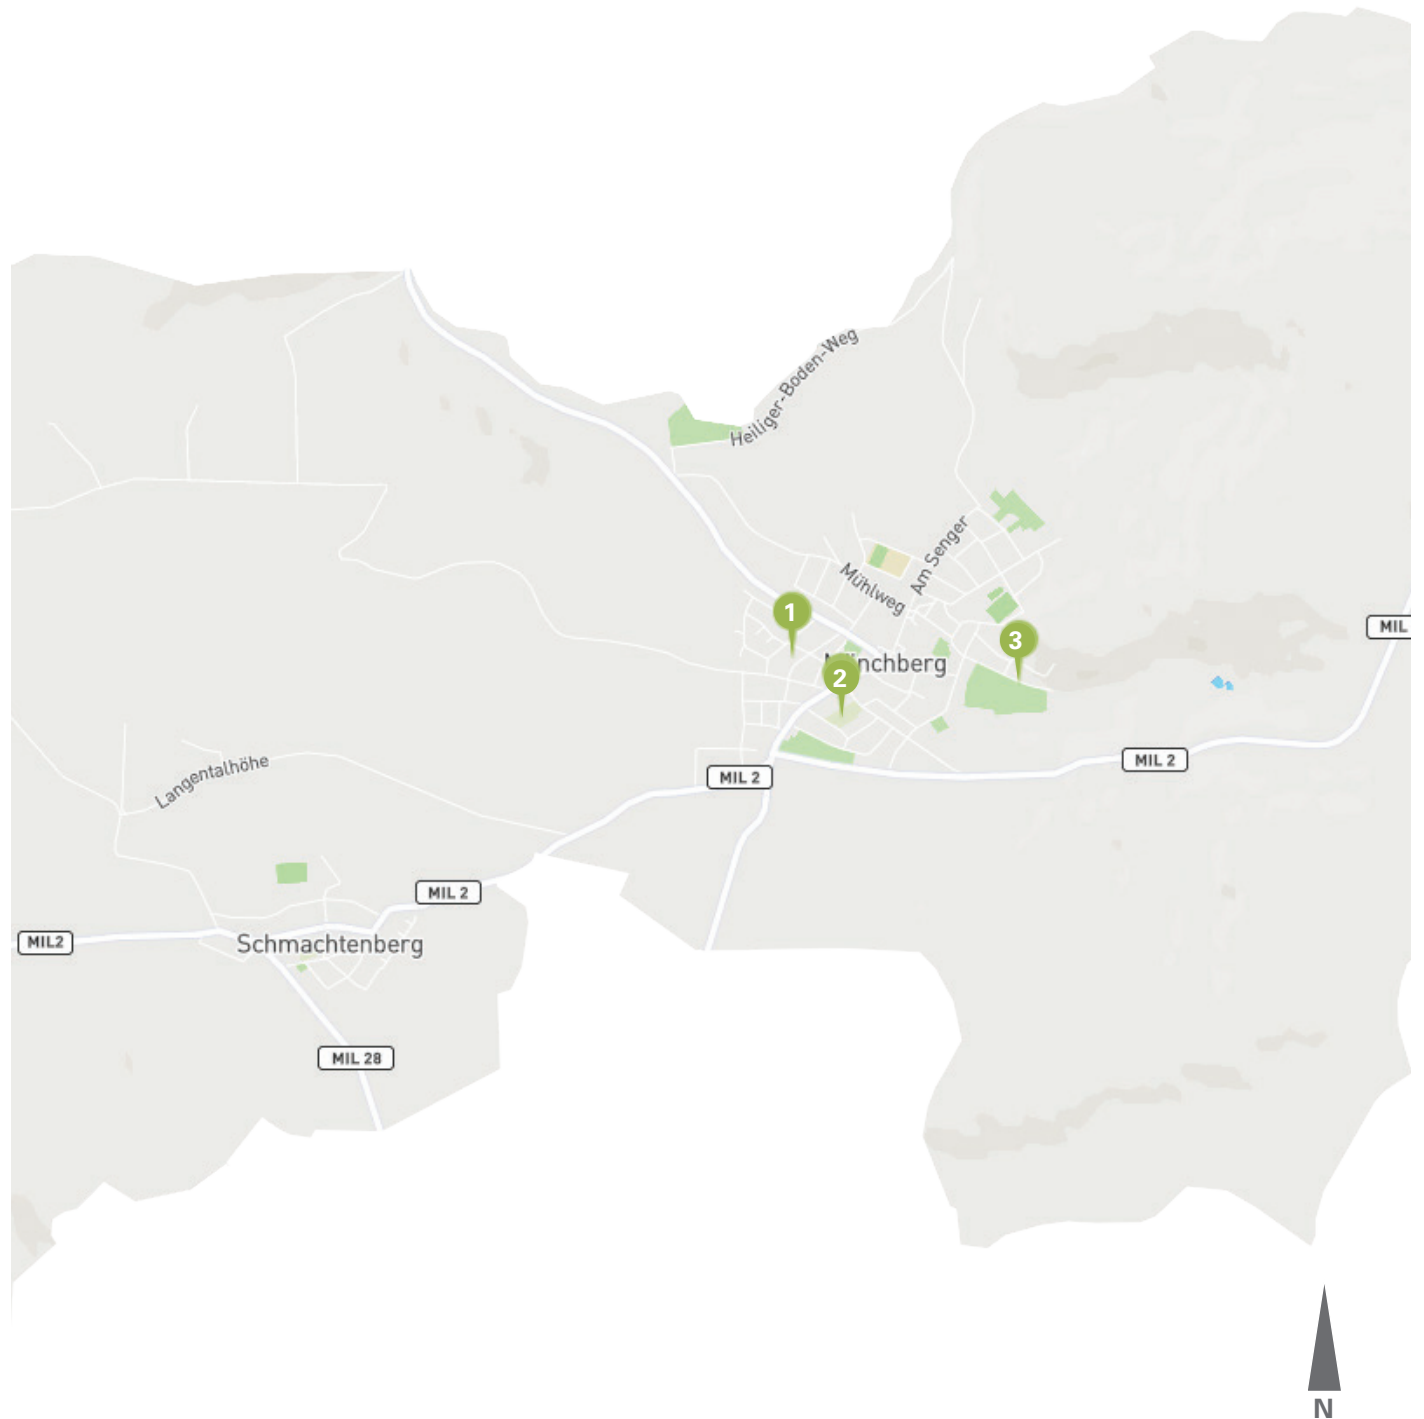 Heiliger-Boden-Weg
Am Senger
Mühlweg
1
MIL
3
Mönchberg
2
MIL 2
Langentalhöhe
MIL 2
MIL 2
MIL2
Schmachtenberg
MIL 28
N